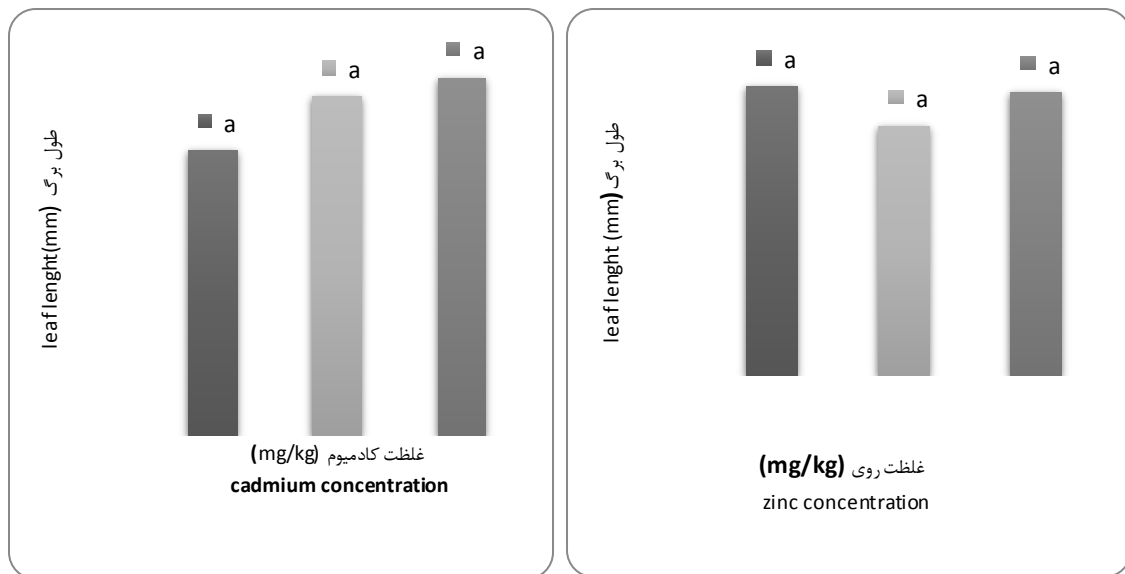 a
a
a
طول برگ leaf lenght(mm)
غلظت کادمیوم (mg/kg)
cadmium concentration
a
a
a
طول برگ leaf lenght (mm)
غلظت روی (mg/kg)
zinc concentration